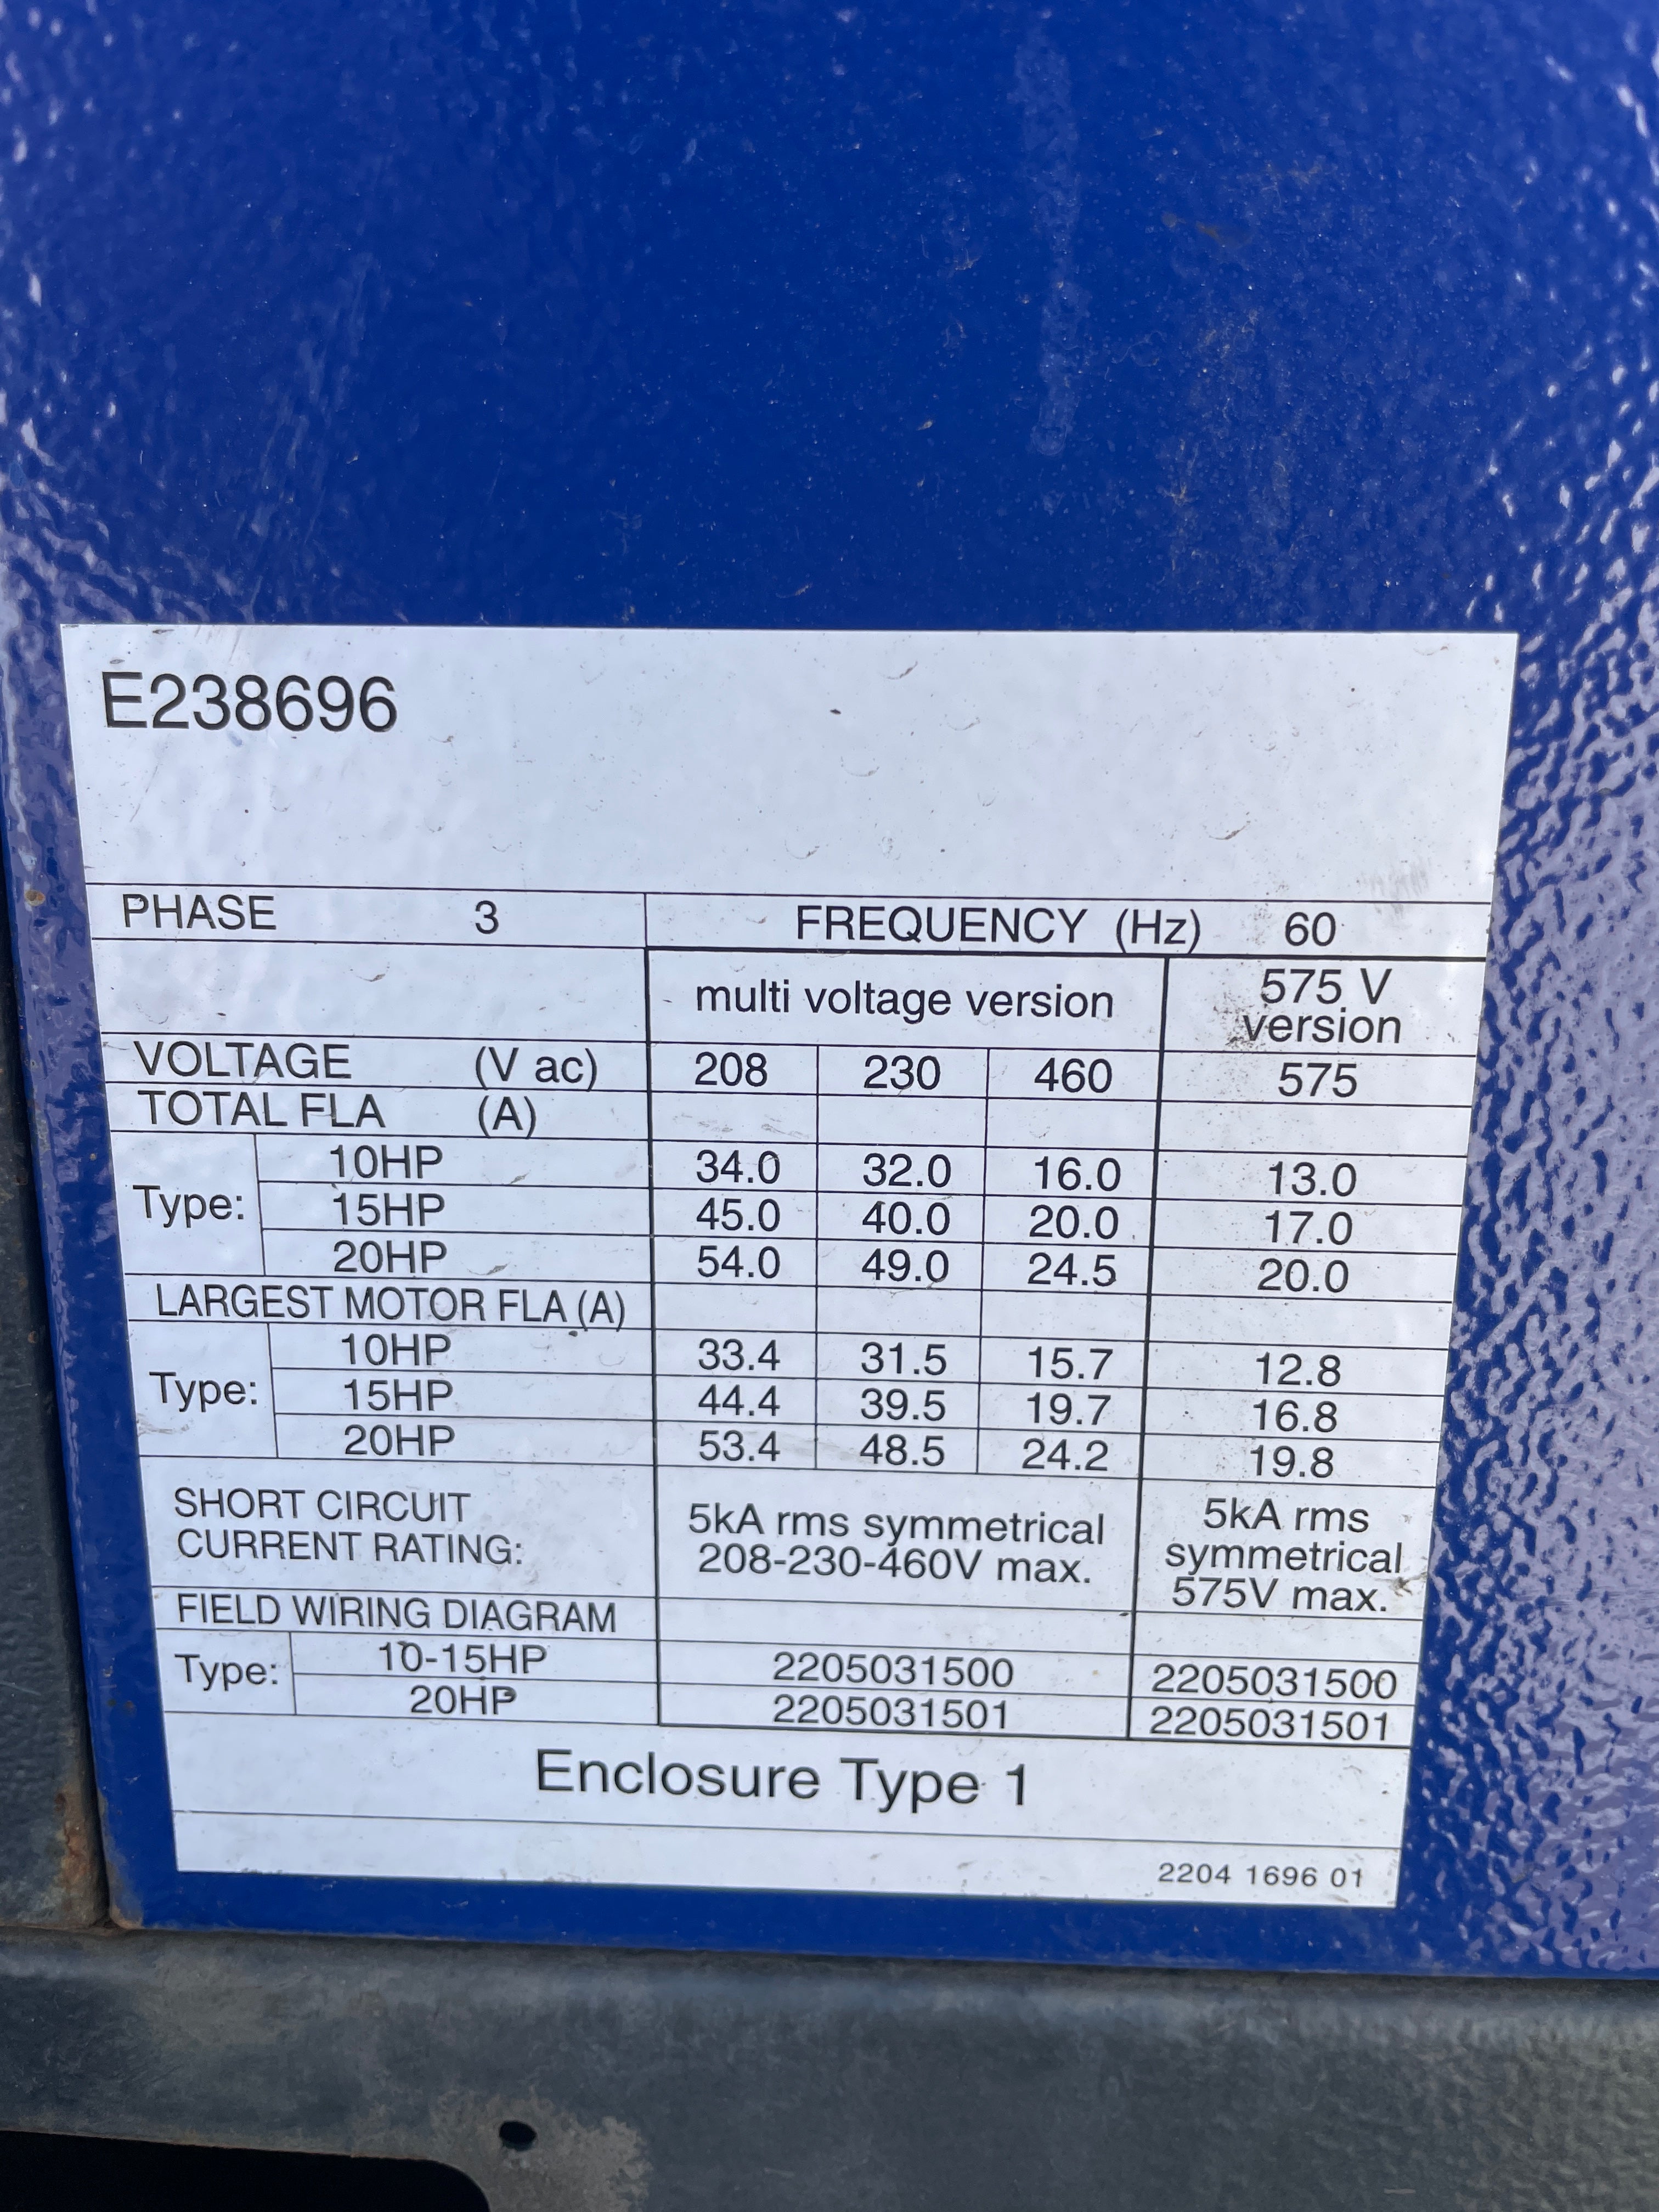 E238696
PHASE 3 FREQUENCY (Hz) 60
multi voltage version 575 V version
VOLTAGE (V ac) 208 230 460 575
TOTAL FLA (A)
Type: 10HP 34.0 32.0 16.0 13.0
15HP 45.0 40.0 20.0 17.0
20HP 54.0 49.0 24.5 20.0
LARGEST MOTOR FLA (A)
Type: 10HP 33.4 31.5 15.7 12.8
15HP 44.4 39.5 19.7 16.8
20HP 53.4 48.5 24.2 19.8
SHORT CIRCUIT CURRENT RATING: 5kA rms symmetrical 208-230-460V max. 5kA rms symmetrical 575V max.
FIELD WIRING DIAGRAM
Type: 10-15HP 2205031500 2205031500
20HP 2205031501 2205031501
Enclosure Type 1
2204 1696 01